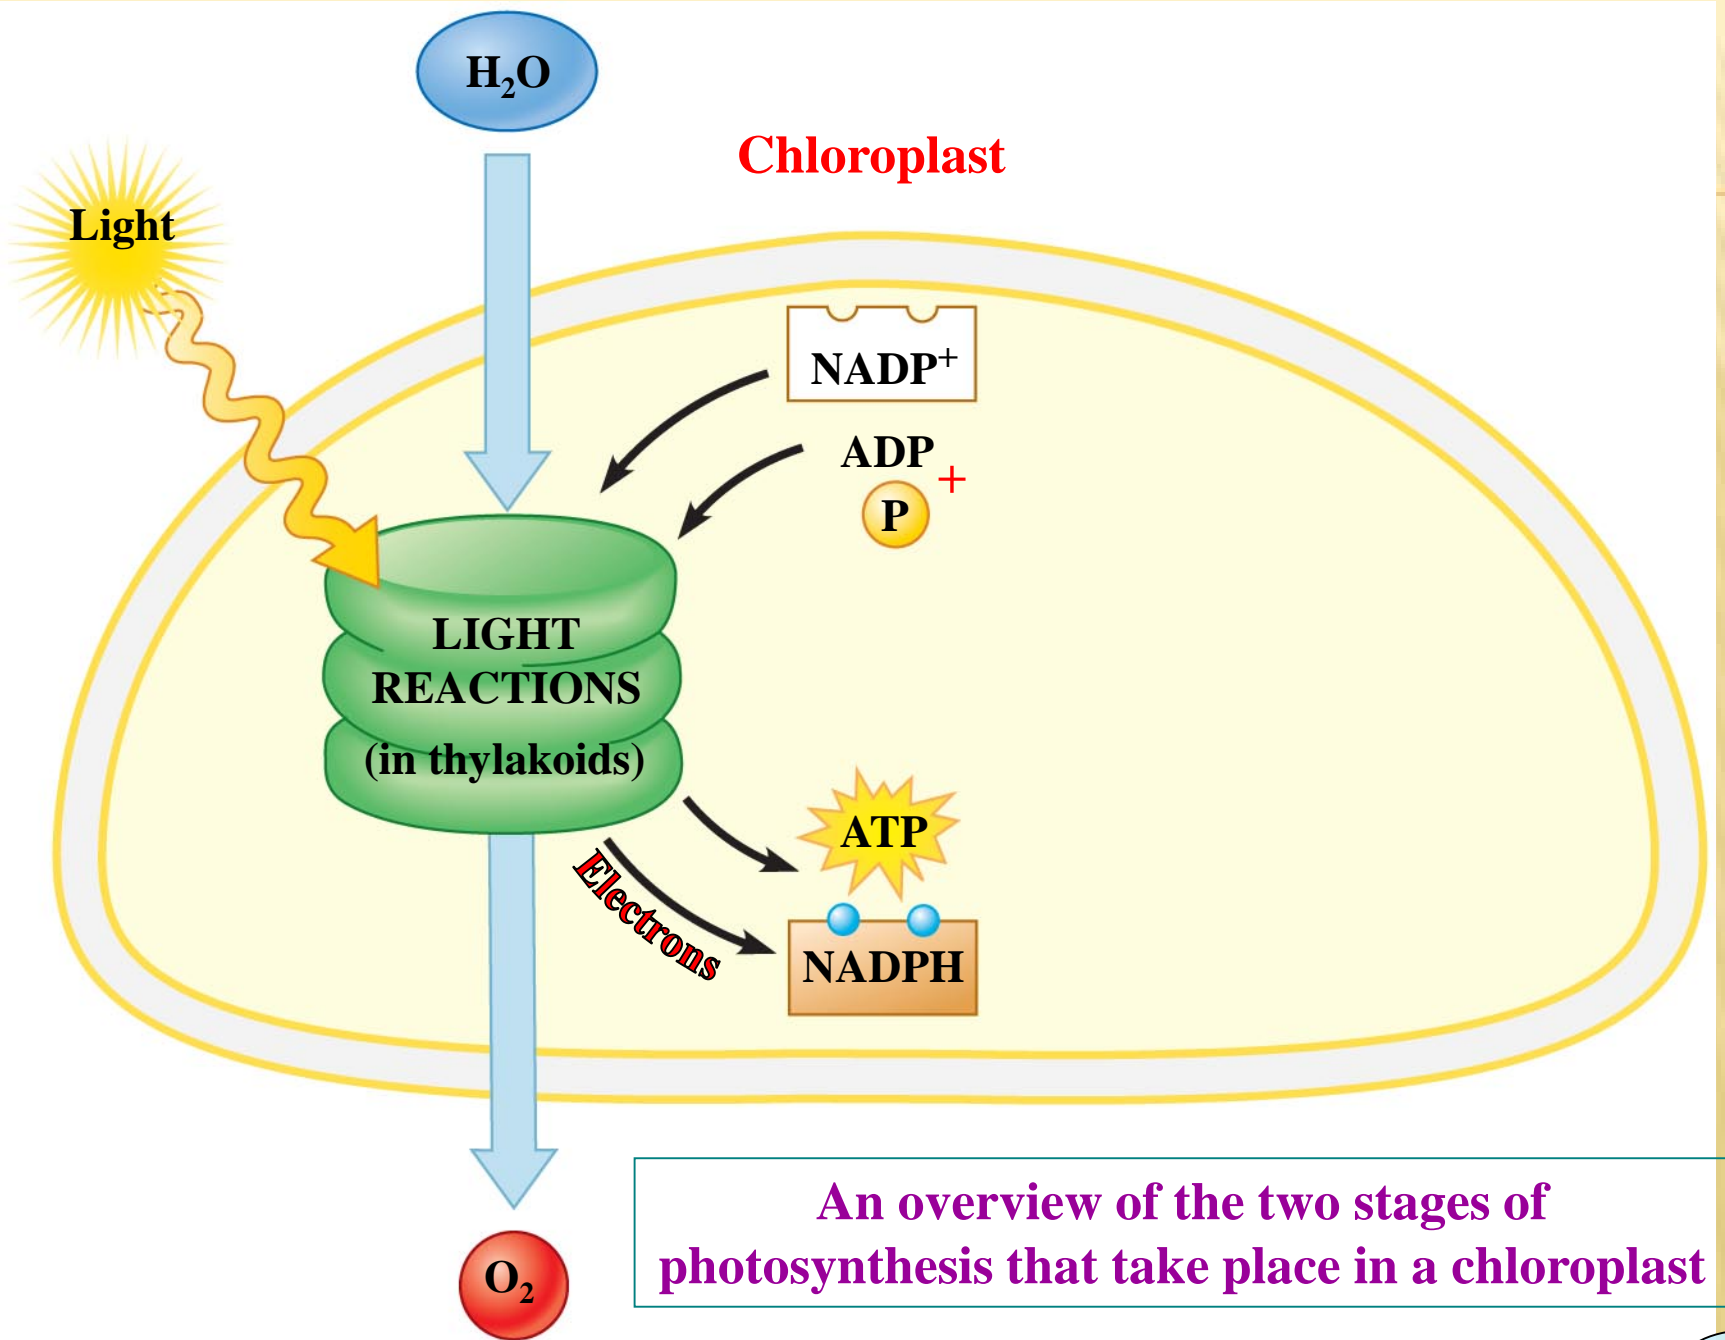 H₂O
Chloroplast
Light
NADP⁺
ADP
+
P
LIGHT
REACTIONS
(in thylakoids)
ATP
Electrons
NADPH
An overview of the two stages of
photosynthesis that take place in a chloroplast
O₂